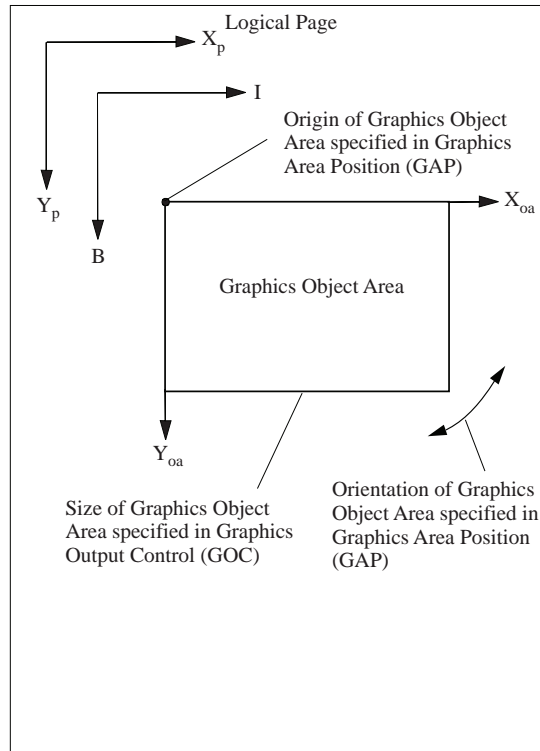 Logical Page
Xp
I
Origin of Graphics Object
Area specified in Graphics
Area Position (GAP)
Yp
Xoa
B
Graphics Object Area
Yoa
Size of Graphics Object
Area specified in Graphics
Output Control (GOC)
Orientation of Graphics
Object Area specified in
Graphics Area Position
(GAP)